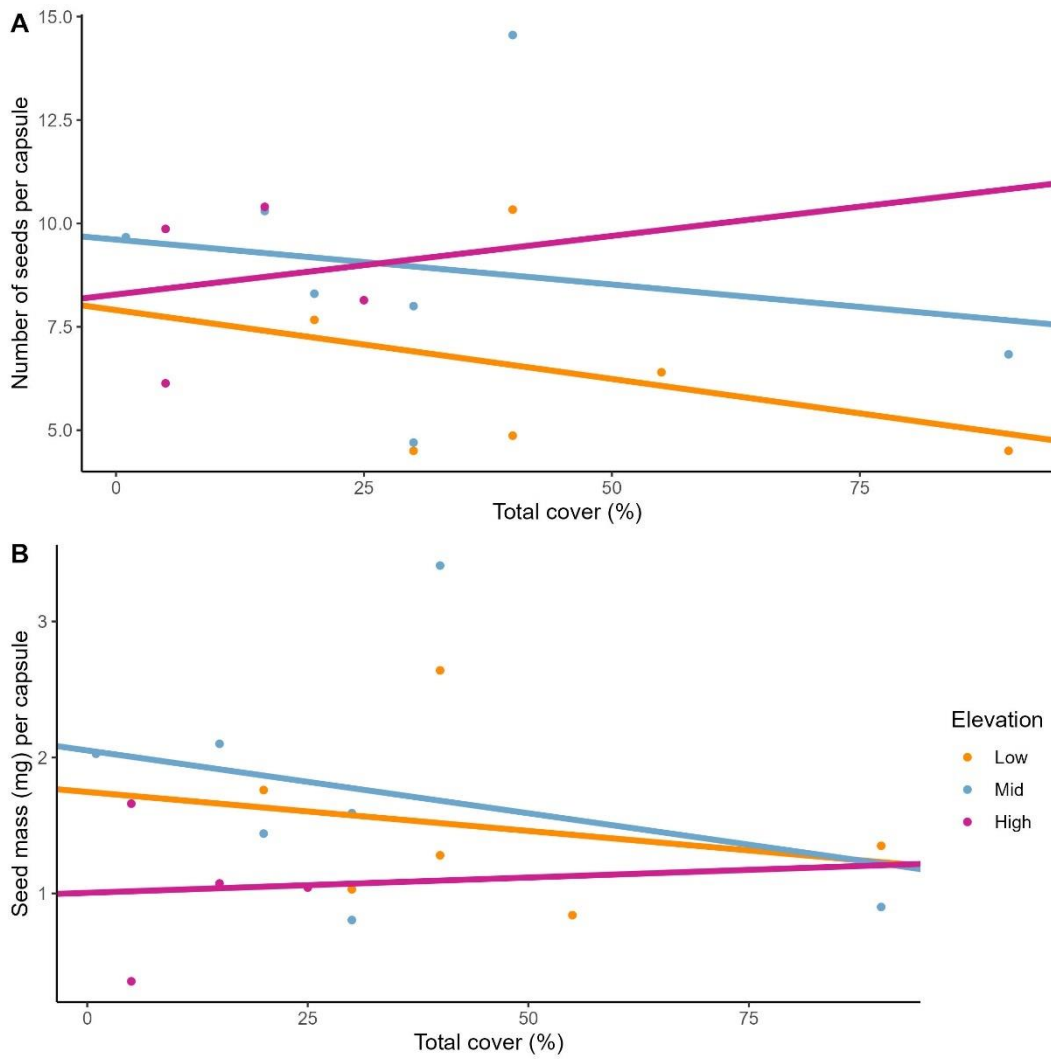 A
Number of seeds per capsule
15.0
12.5
10.0
7.5
5.0
0 25 50 75
Total cover (%)
B
Seed mass (mg) per capsule
3
2
1
0 25 50 75
Total cover (%)
Elevation
Low
Mid
High